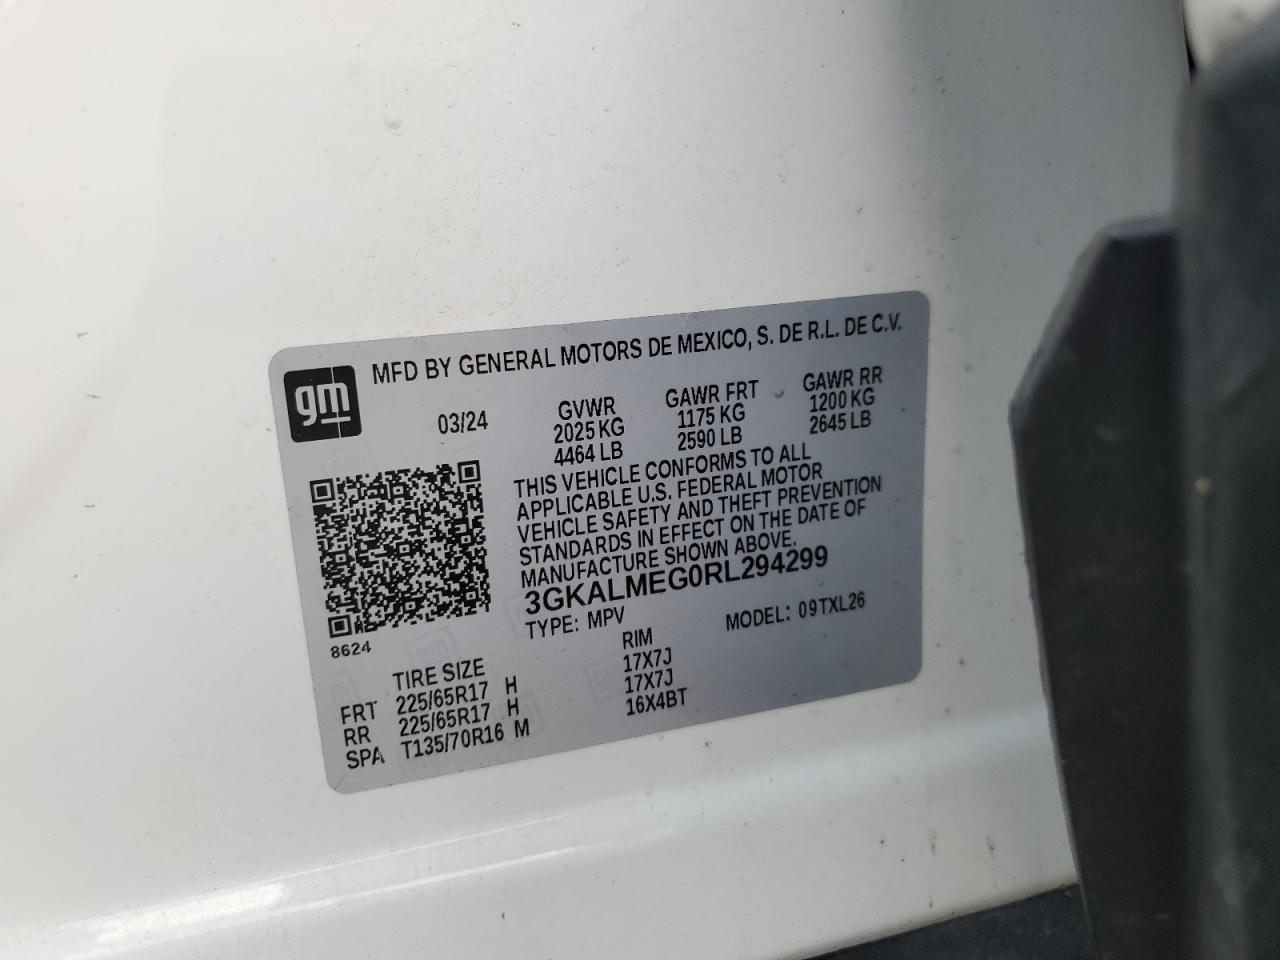 gm
MFD BY GENERAL MOTORS DE MEXICO, S. DE R.L. DE C.V.
03/24
GVWR GAWR FRT GAWR RR
2025 KG 1175 KG 1200 KG
4464 LB 2590 LB 2645 LB
THIS VEHICLE CONFORMS TO ALL
APPLICABLE U.S. FEDERAL MOTOR
VEHICLE SAFETY AND THEFT PREVENTION
STANDARDS IN EFFECT ON THE DATE OF
MANUFACTURE SHOWN ABOVE.
3GKALMEG0RL294299
TYPE: MPV MODEL: 09TXL26
8624
TIRE SIZE RIM
FRT 225/65R17 H 17X7J
RR 225/65R17 H 17X7J
SPA T135/70R16 M 16X4BT